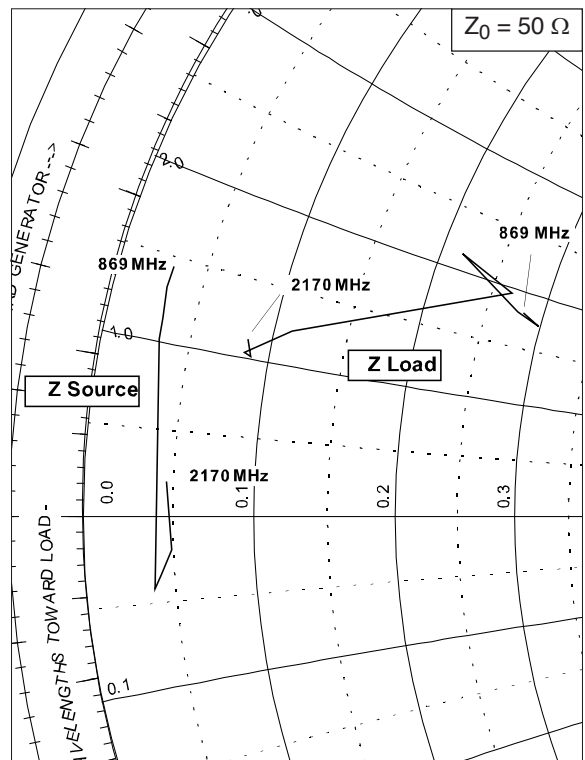 Z0 = 50 Ω
GENERATOR--->
2.0
869 MHz
869 MHz
2170 MHz
1.0
Z Load
Z Source
2170 MHz
0.0
0.1
0.2
0.3
VELENGTHS TOWARD LOAD-
0.1